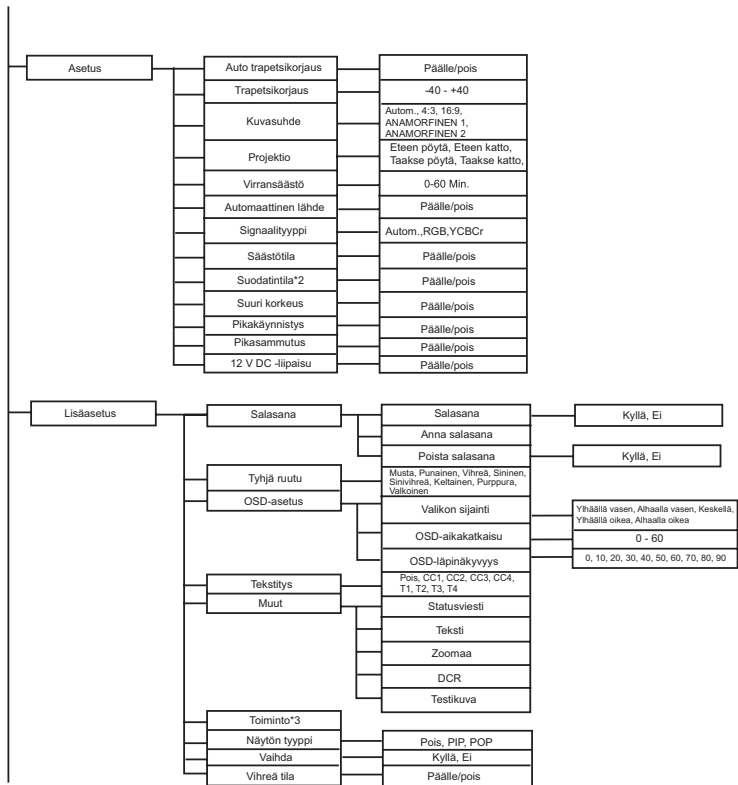 Asetus
Auto trapetsikorjaus
Päälle/pois
Trapetsikorjaus
-40 - +40
Kuvasuhde
Autom., 4:3, 16:9,
ANAMORFINEN 1,
ANAMORFINEN 2
Projektio
Eteen pöytä, Eteen katto,
Taakse pöytä, Taakse katto,
Virransäästö
0-60 Min.
Automaattinen lähde
Päälle/pois
Signaalityyppi
Autom.,RGB,YCBCr
Säästötila
Päälle/pois
Suodatintila*2
Päälle/pois
Suuri korkeus
Päälle/pois
Pikakäynnistys
Päälle/pois
Pikasammutus
Päälle/pois
12 V DC -liipaisu
Päälle/pois
Lisäasetus
Salasana
Salasana
Kyllä, Ei
Anna salasana
Poista salasana
Kyllä, Ei
Tyhjä ruutu
Musta, Punainen, Vihreä, Sininen,
Sinivihreä, Keltainen, Purppura,
Valkoinen
OSD-asetus
Valikon sijainti
Ylhäällä vasen, Alhaalla vasen, Keskellä,
Ylhäällä oikea, Alhaalla oikea
OSD-aikakatkaisu
0 - 60
OSD-läpinäkyvyys
0, 10, 20, 30, 40, 50, 60, 70, 80, 90
Tekstitys
Pois, CC1, CC2, CC3, CC4,
T1, T2, T3, T4
Muut
Statusviesti
Teksti
Zoomaa
DCR
Testikuva
Toiminto*3
Näytön tyyppi
Pois, PIP, POP
Vaihda
Kyllä, Ei
Vihreä tila
Päälle/pois